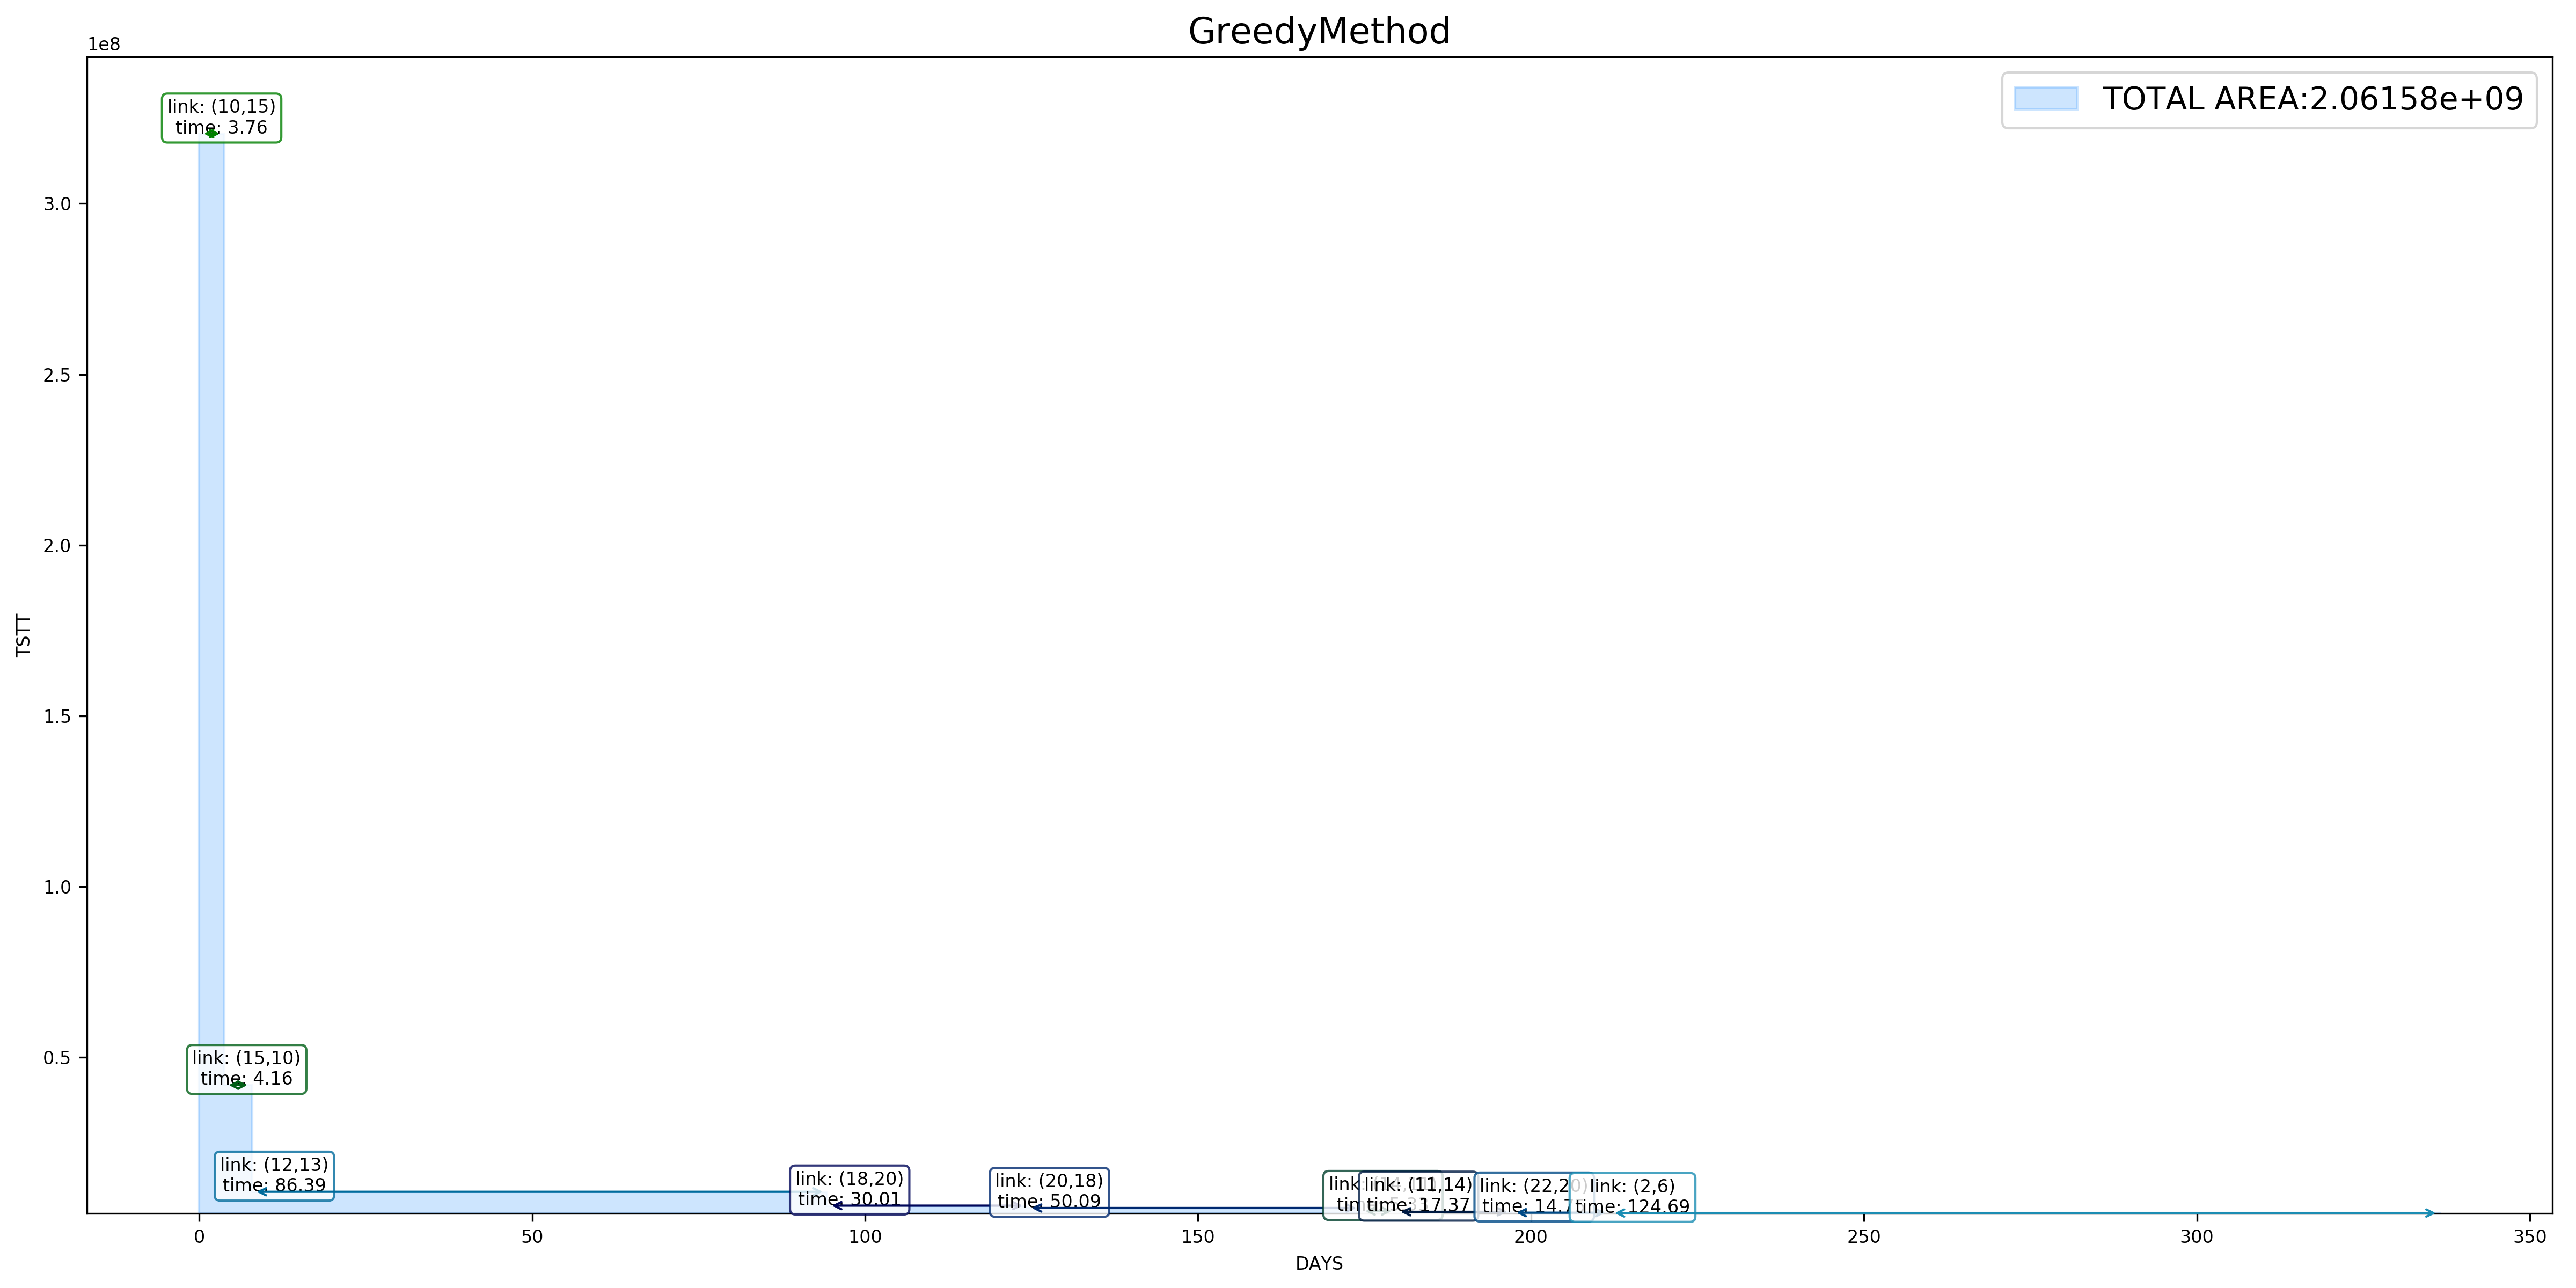 GreedyMethod
1e8
TOTAL AREA:2.06158e+09
link: (10,15)
time: 3.76
3.0
2.5
2.0
TSTT
1.5
1.0
0.5
link: (15,10)
time: 4.16
link: (12,13)
time: 86.39
link: (18,20)
time: 30.01
link: (20,18)
time: 50.09
link:
link: (11,14)
time: 17.37
link: (22,20)
time: 14.7
link: (2,6)
time: 124.69
0 50 100 150 200 250 300 350
DAYS